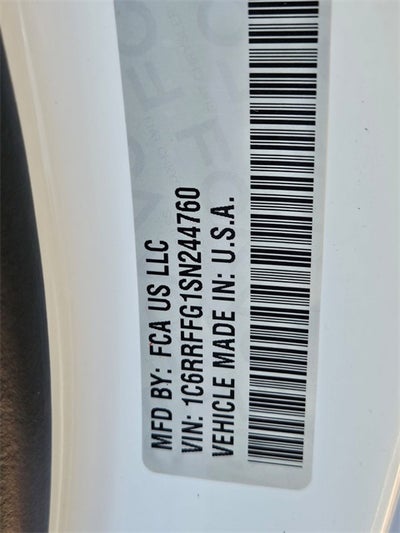 MFD BY: FCA US LLC
VIN: 1C6RRFFG1SN244760
VEHICLE MADE IN: U.S.A.